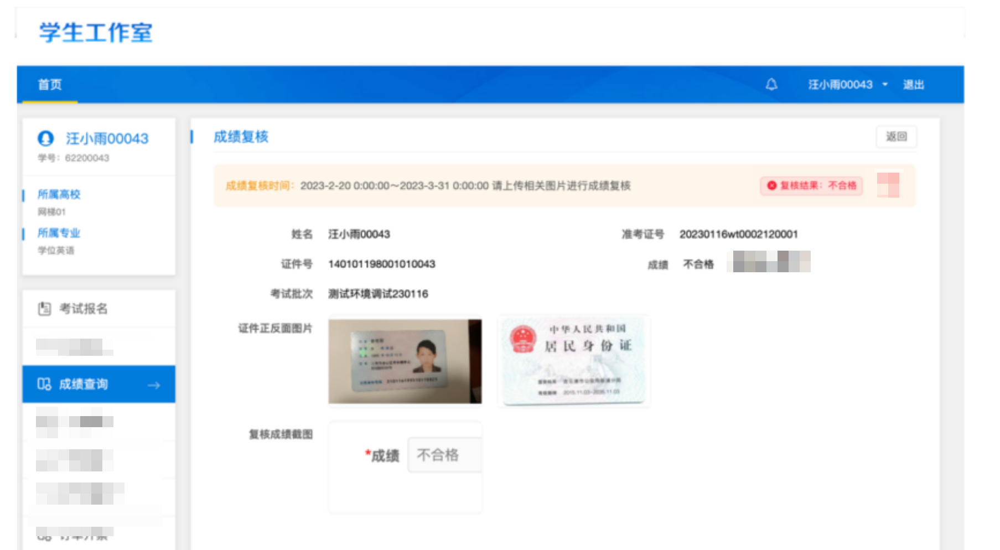 学生工作室
首页
汪小雨00043 退出
汪小雨00043
学号：62200043
所属高校
网梯01
所属专业
学位英语
考试报名
成绩查询
成绩复核
返回
成绩复核时间：2023-2-20 0:00:00～2023-3-31 0:00:00 请上传相关图片进行成绩复核
复核结果：不合格
姓名 汪小雨00043
准考证号 20230116wt0002120001
证件号 140101198001010043
成绩 不合格
考试批次 测试环境调试230116
证件正反面图片
中华人民共和国
居民身份证
复核成绩截图
*成绩 不合格